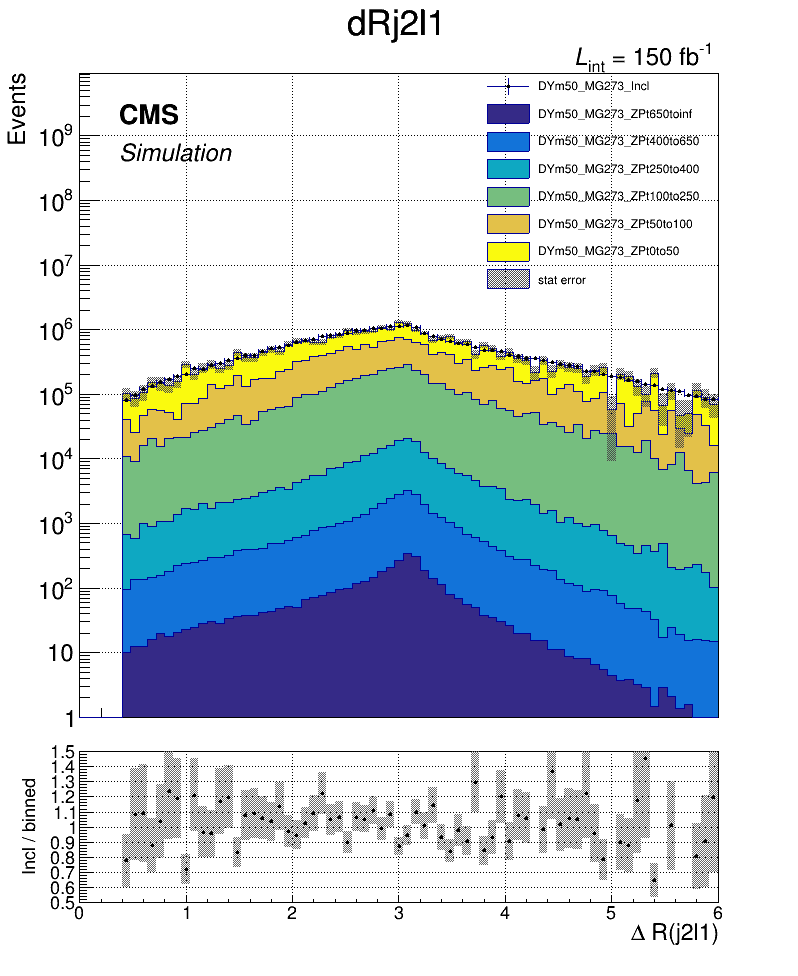 dRj2l1
L_int = 150 fb^-1
Events
CMS
Simulation
DYm50_MG273_Incl
DYm50_MG273_ZPt650toinf
DYm50_MG273_ZPt400to650
DYm50_MG273_ZPt250to400
DYm50_MG273_ZPt100to250
DYm50_MG273_ZPt50to100
DYm50_MG273_ZPt0to50
stat error
10^9
10^8
10^7
10^6
10^5
10^4
10^3
10^2
10
1
Incl / binned
1.5
1.4
1.3
1.2
1.1
1
0.9
0.8
0.7
0.6
0.5
0 1 2 3 4 5 6
Δ R(j2l1)